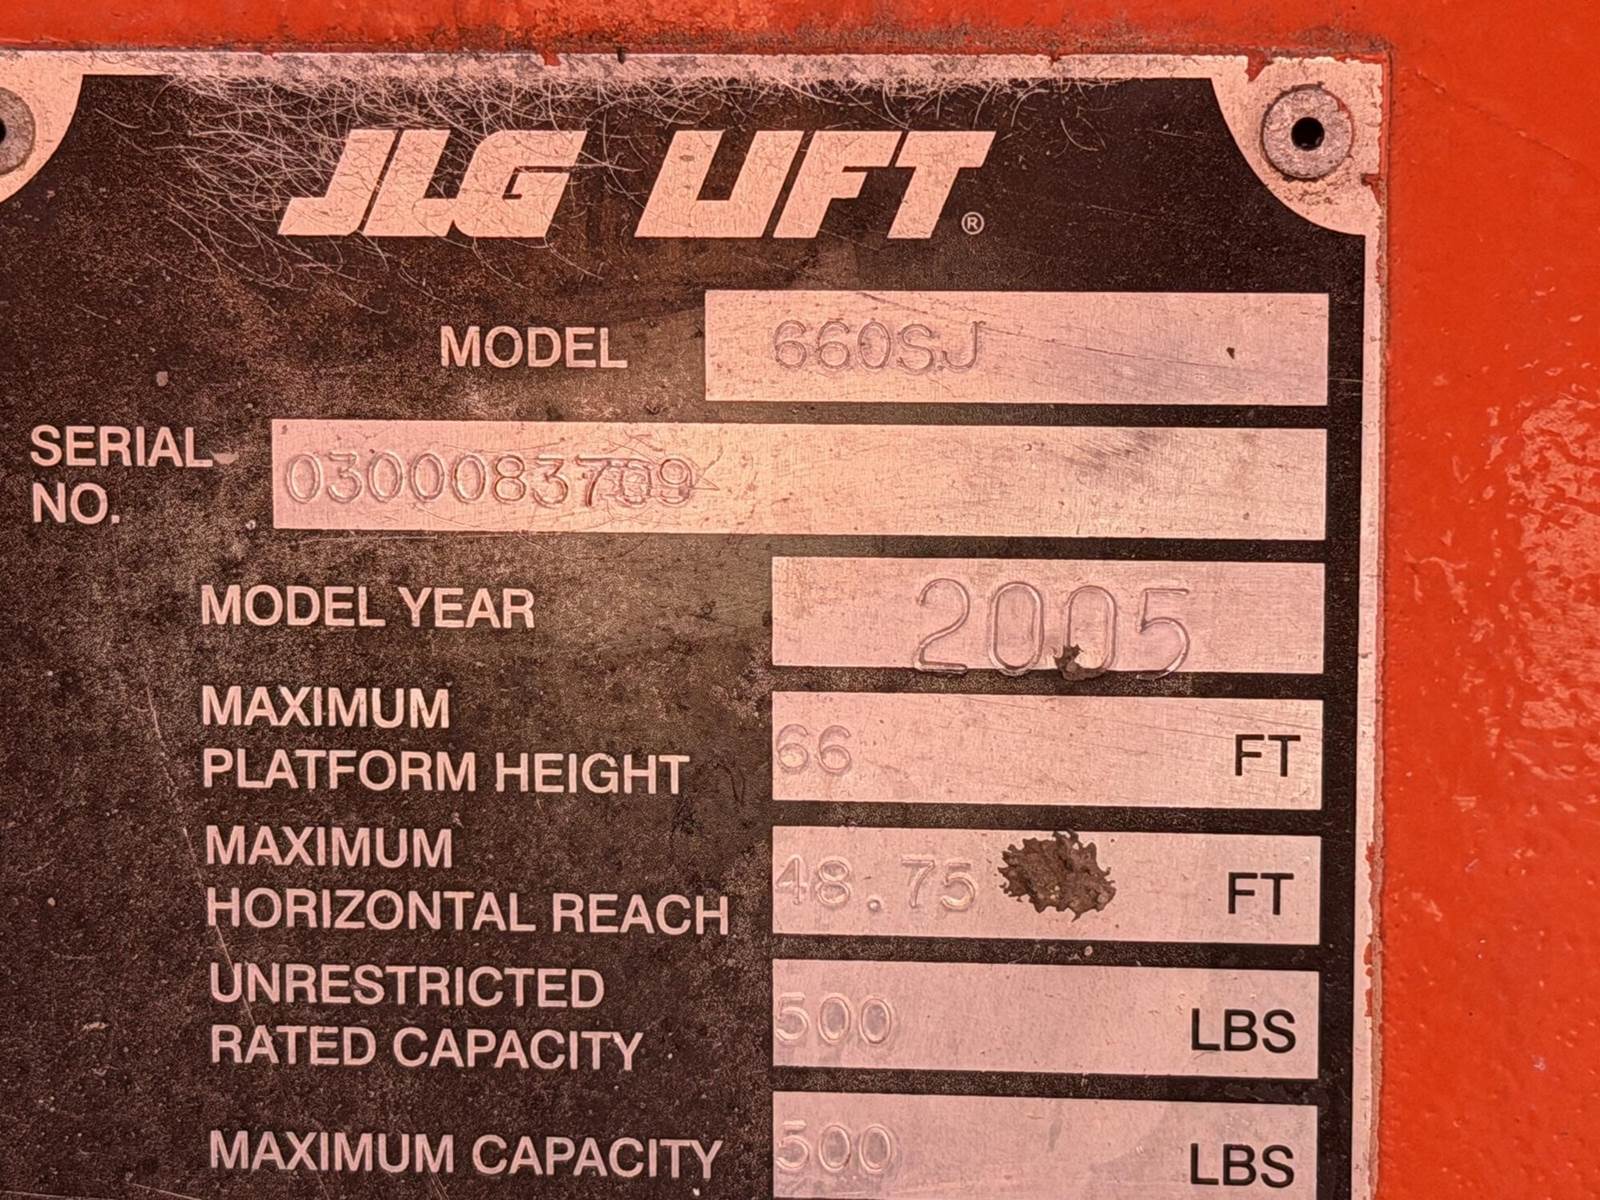 JLG LIFT®
MODEL 660SJ
SERIAL
NO.
MODEL YEAR 2005
MAXIMUM
PLATFORM HEIGHT 66 FT
MAXIMUM
HORIZONTAL REACH 48.75 FT
UNRESTRICTED
RATED CAPACITY 500 LBS
MAXIMUM CAPACITY 500 LBS